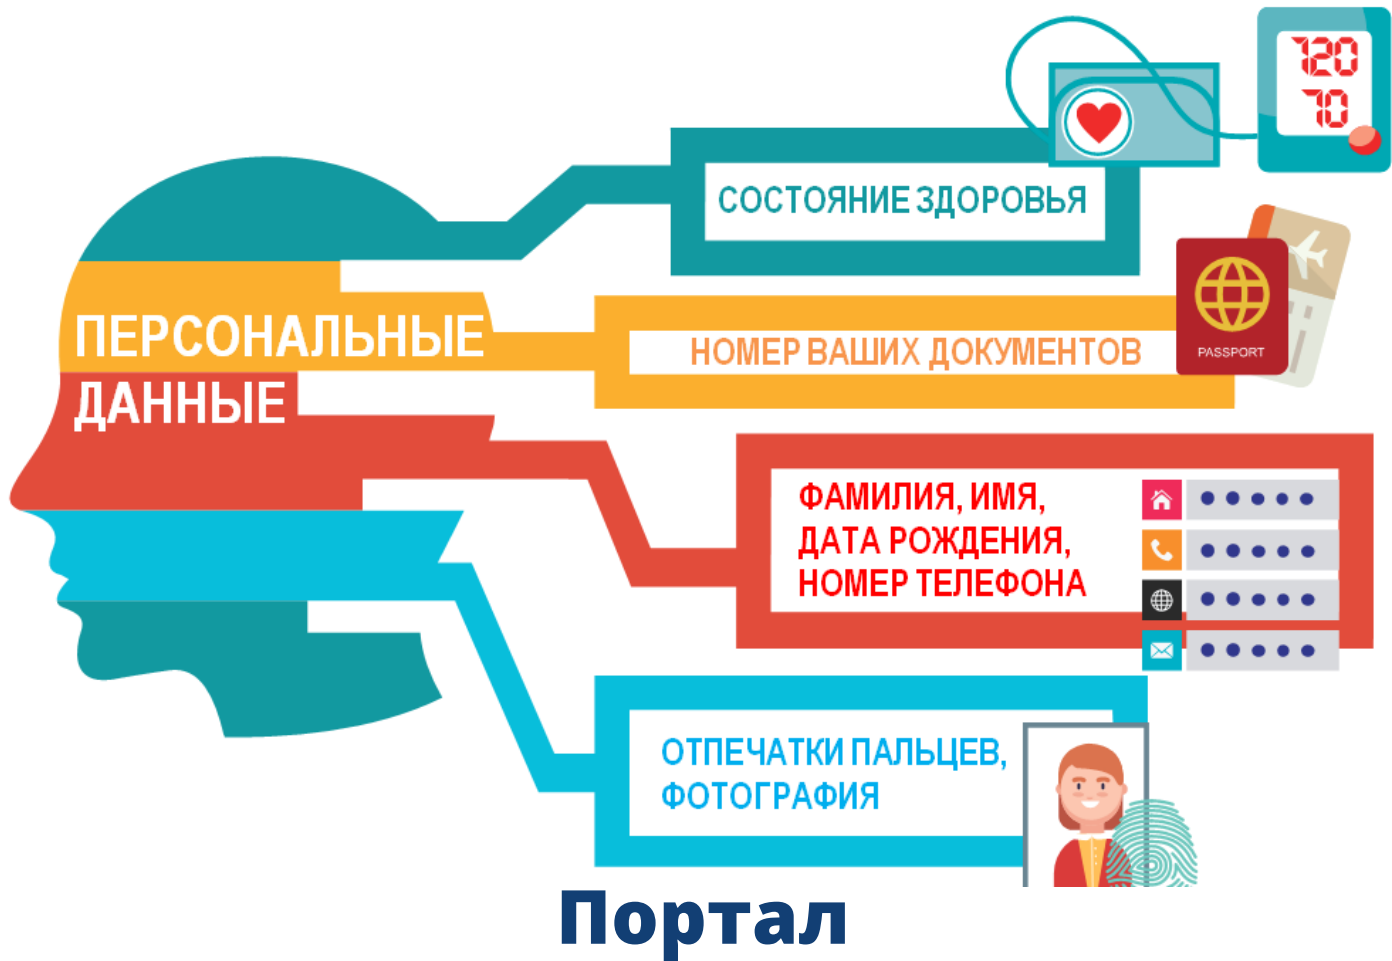 120
70
СОСТОЯНИЕ ЗДОРОВЬЯ
ПЕРСОНАЛЬНЫЕ
ДАННЫЕ
НОМЕР ВАШИХ ДОКУМЕНТОВ
PASSPORT
ФАМИЛИЯ, ИМЯ,
ДАТА РОЖДЕНИЯ,
НОМЕР ТЕЛЕФОНА
ОТПЕЧАТКИ ПАЛЬЦЕВ,
ФОТОГРАФИЯ
Портал